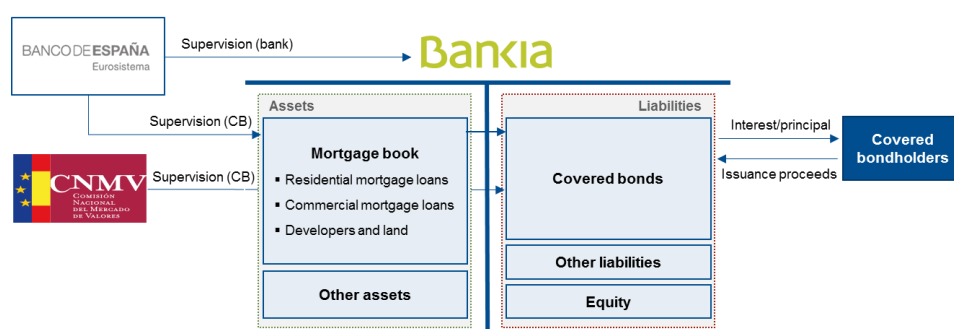 BANCO DE ESPAÑA
Eurosistema
Supervision (bank)
Bankia
Assets
Liabilities
Supervision (CB)
Mortgage book
▪ Residential mortgage loans
▪ Commercial mortgage loans
▪ Developers and land
Covered bonds
Interest/principal
Issuance proceeds
Covered
bondholders
CNMV
COMISIÓN
NACIONAL
DEL MERCADO
DE VALORES
Supervision (CB)
Other assets
Other liabilities
Equity